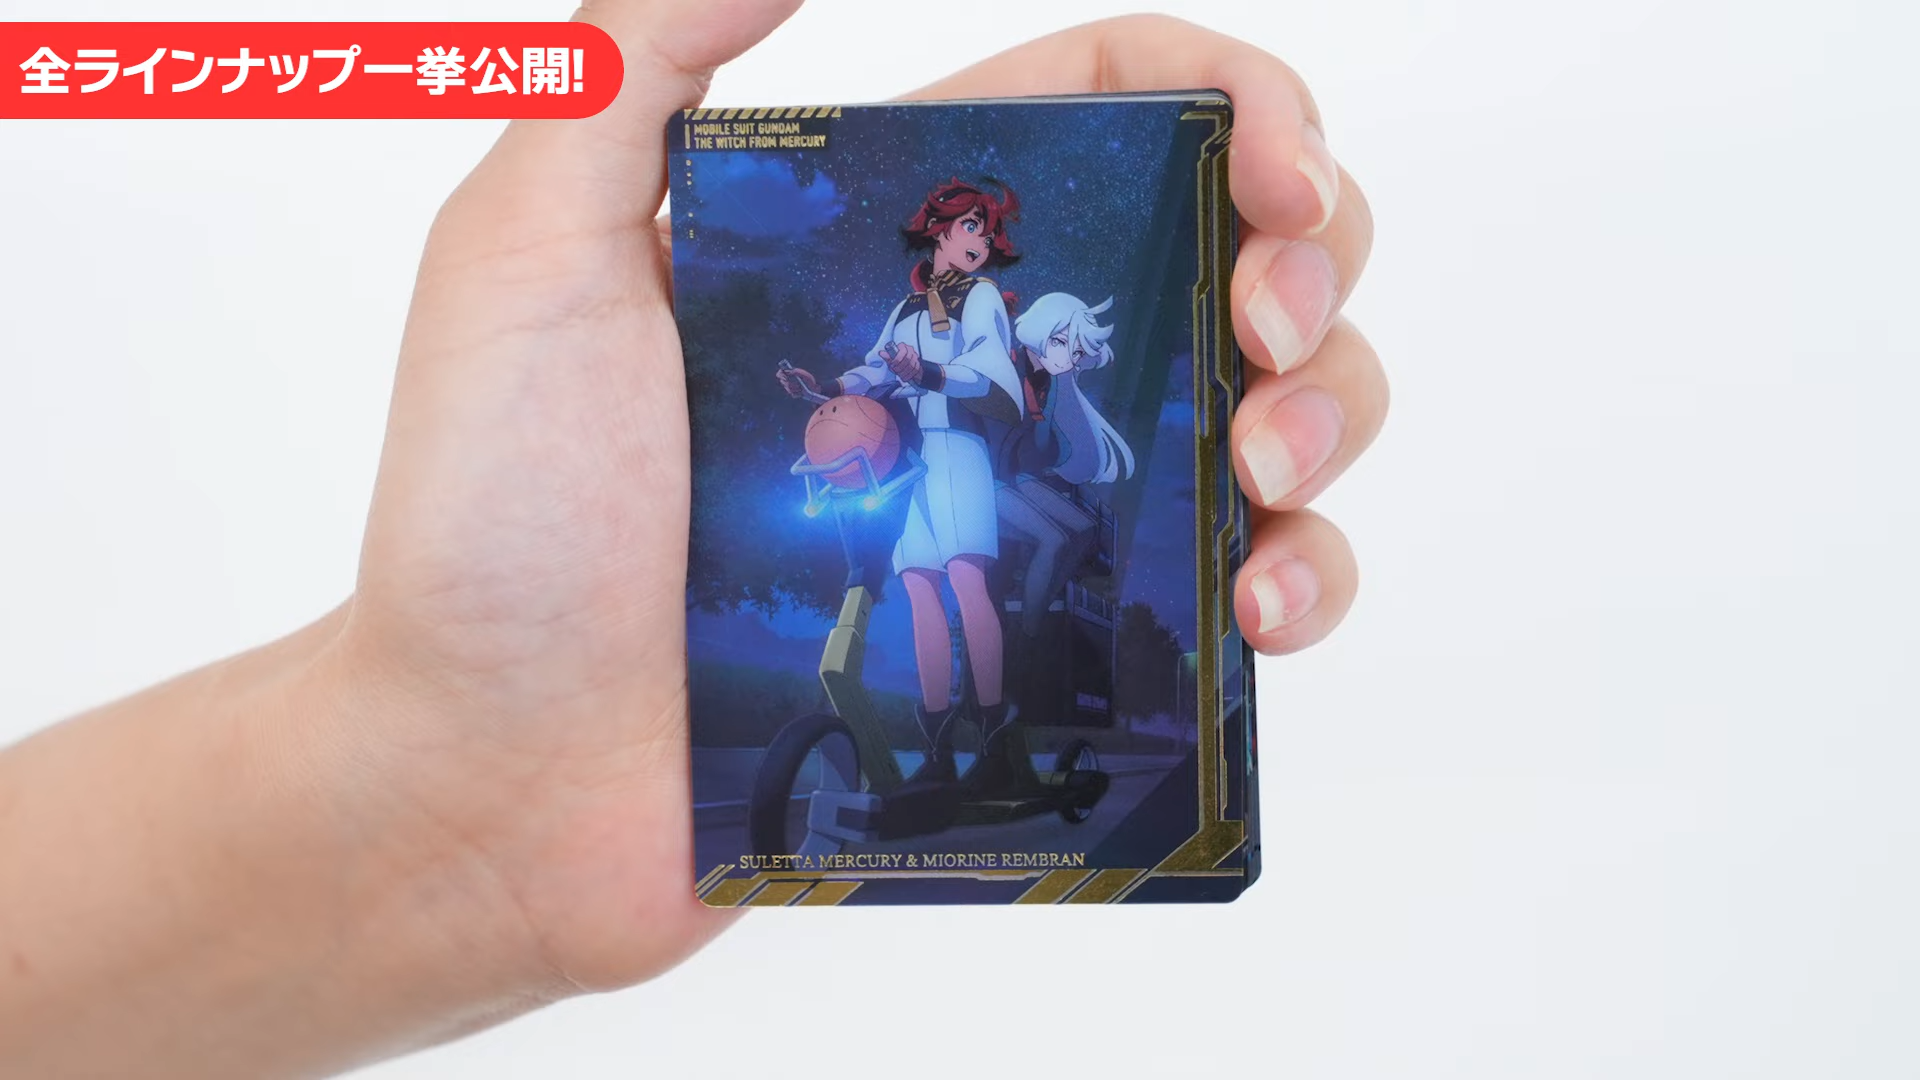 全ラインナップ一挙公開!
MOBILE SUIT GUNDAM
THE WITCH FROM MERCURY
SULETTA MERCURY & MIORINE REMBRAN